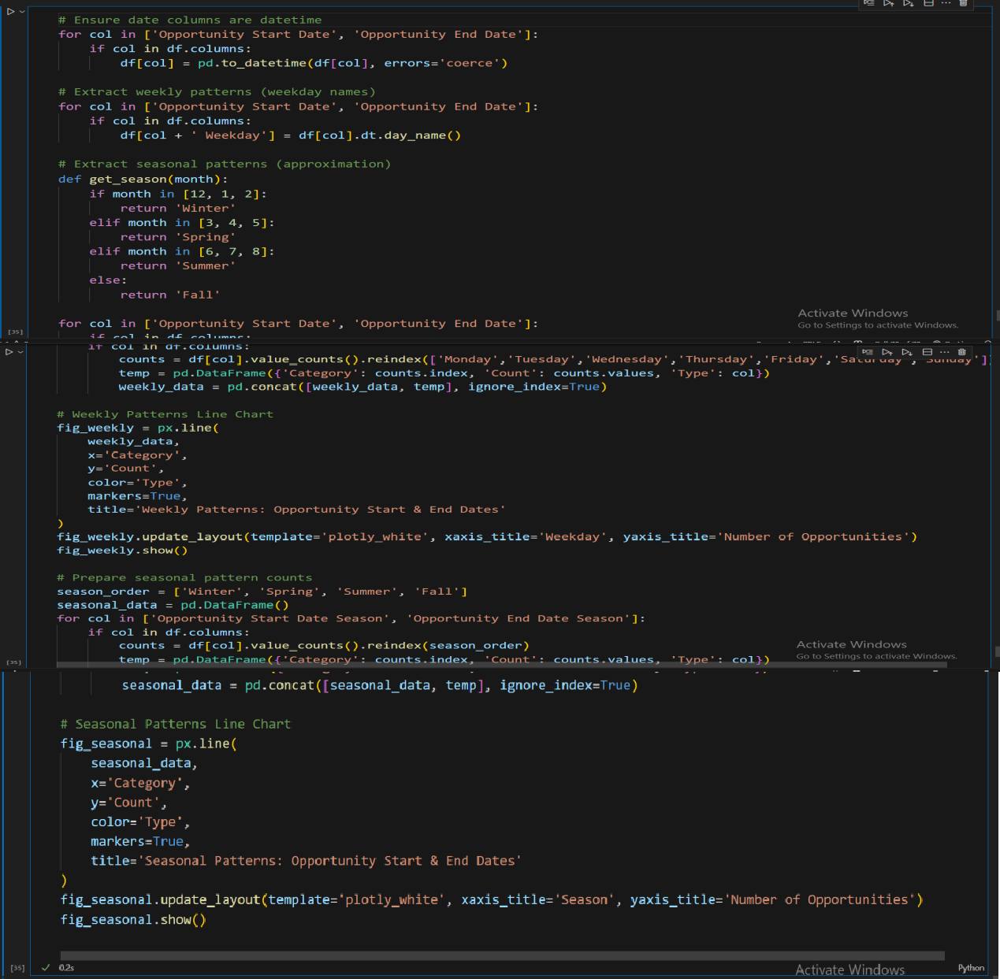 # Ensure date columns are datetime
for col in ['Opportunity Start Date', 'Opportunity End Date']:
    if col in df.columns:
        df[col] = pd.to_datetime(df[col], errors='coerce')

# Extract weekly patterns (weekday names)
for col in ['Opportunity Start Date', 'Opportunity End Date']:
    if col in df.columns:
        df[col + ' Weekday'] = df[col].dt.day_name()

# Extract seasonal patterns (approximation)
def get_season(month):
    if month in [12, 1, 2]:
        return 'Winter'
    elif month in [3, 4, 5]:
        return 'Spring'
    elif month in [6, 7, 8]:
        return 'Summer'
    else:
        return 'Fall'
Activate Windows
for col in ['Opportunity Start Date', 'Opportunity End Date']:
Go to Settings to activate Windows.
[35]
    if col in df.columns:
    if col in df.columns:
        counts = df[col].value_counts().reindex(['Monday','Tuesday','Wednesday','Thursday','Friday','Saturday','Sunday'])
        temp = pd.DataFrame({'Category': counts.index, 'Count': counts.values, 'Type': col})
        weekly_data = pd.concat([weekly_data, temp], ignore_index=True)

# Weekly Patterns Line Chart
fig_weekly = px.line(
    weekly_data,
    x='Category',
    y='Count',
    color='Type',
    markers=True,
    title='Weekly Patterns: Opportunity Start & End Dates'
)
fig_weekly.update_layout(template='plotly_white', xaxis_title='Weekday', yaxis_title='Number of Opportunities')
fig_weekly.show()

# Prepare seasonal pattern counts
season_order = ['Winter', 'Spring', 'Summer', 'Fall']
seasonal_data = pd.DataFrame()
for col in ['Opportunity Start Date Season', 'Opportunity End Date Season']:
    if col in df.columns:
        counts = df[col].value_counts().reindex(season_order)
Activate Windows
        temp = pd.DataFrame({'Category': counts.index, 'Count': counts.values, 'Type': col})
Go to Settings to activate Windows.
[35]
        seasonal_data = pd.concat([seasonal_data, temp], ignore_index=True)

# Seasonal Patterns Line Chart
fig_seasonal = px.line(
    seasonal_data,
    x='Category',
    y='Count',
    color='Type',
    markers=True,
    title='Seasonal Patterns: Opportunity Start & End Dates'
)
fig_seasonal.update_layout(template='plotly_white', xaxis_title='Season', yaxis_title='Number of Opportunities')
fig_seasonal.show()
[35]
0.2s
Activate Windows
Python